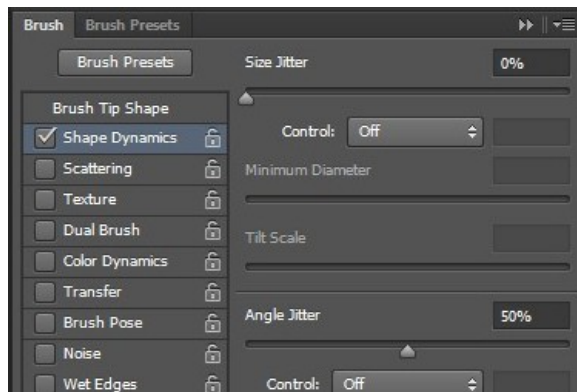 Brush Brush Presets
Brush Presets
Size Jitter 0%
Brush Tip Shape
Shape Dynamics
Control: Off
Scattering
Minimum Diameter
Texture
Dual Brush
Tilt Scale
Color Dynamics
Transfer
Brush Pose
Angle Jitter 50%
Noise
Wet Edges
Control: Off